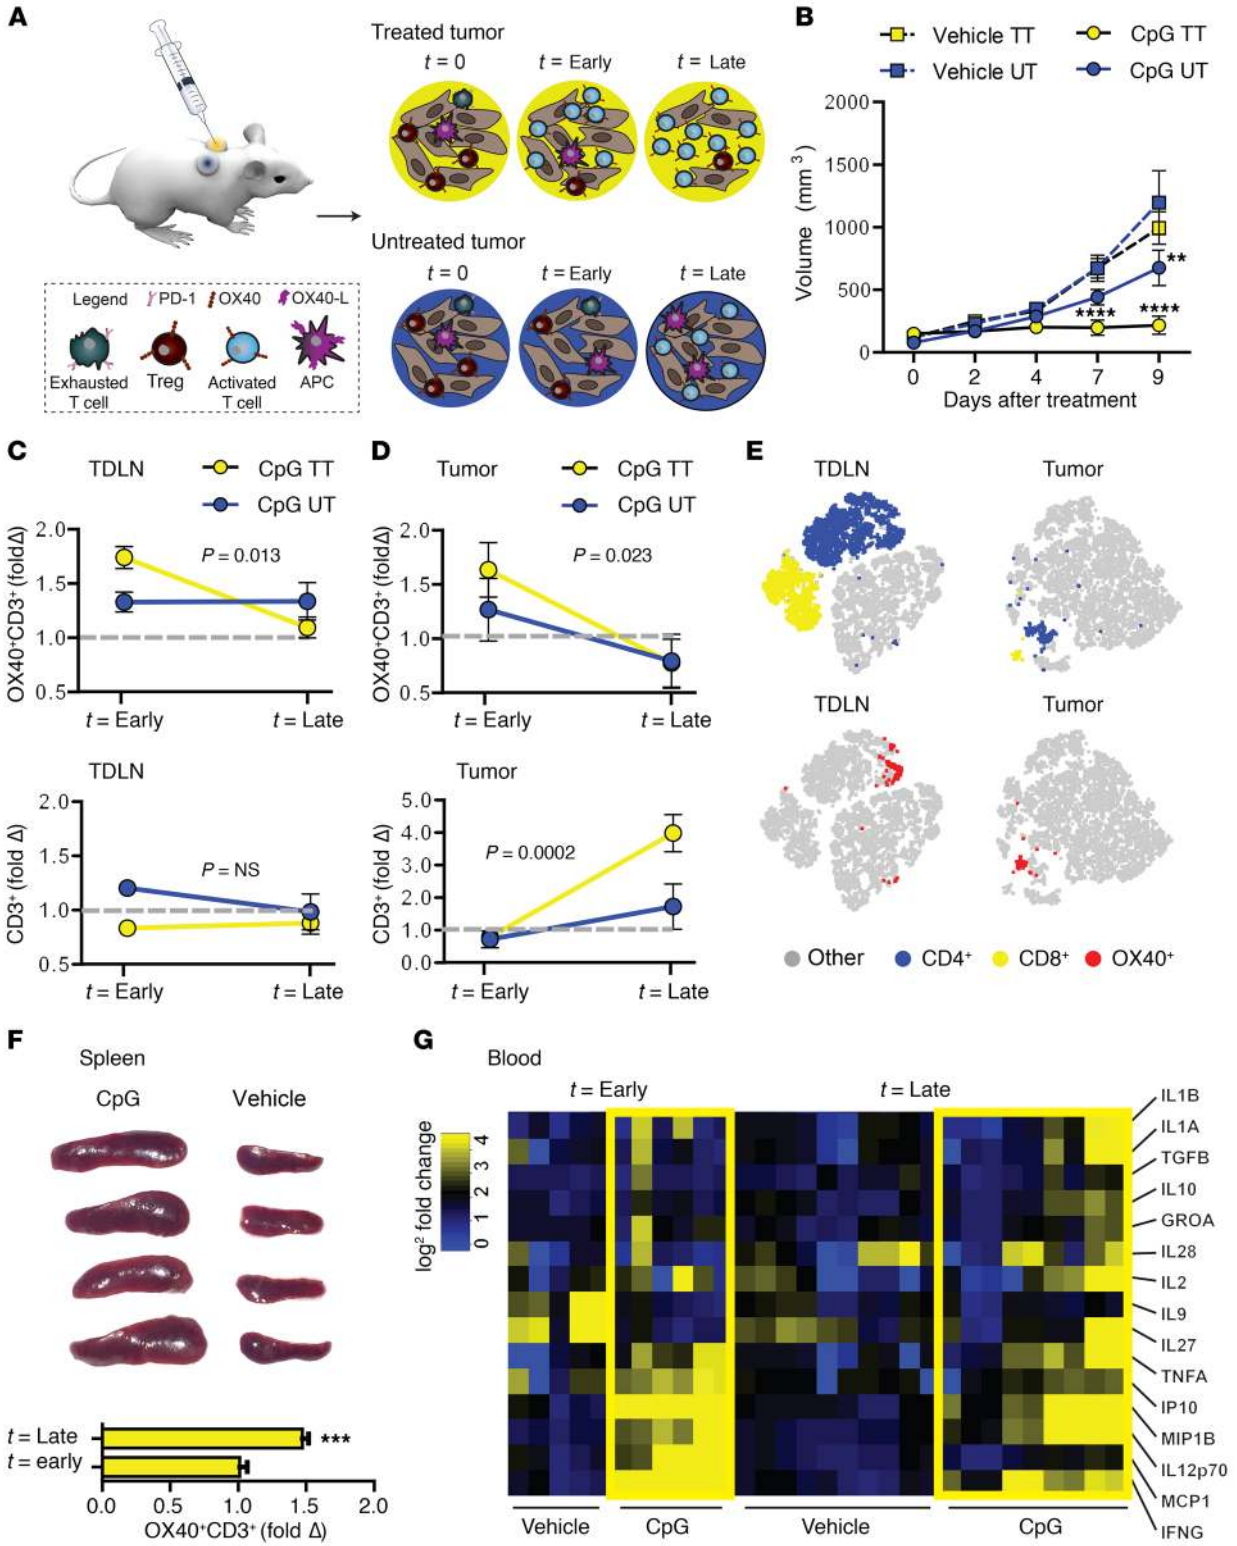 A
Treated tumor
t = 0
t = Early
t = Late
Untreated tumor
t = 0
t = Early
t = Late
Legend
PD-1
OX40
OX40-L
Exhausted
T cell
Treg
Activated
T cell
APC
B
Vehicle TT
CpG TT
Vehicle UT
CpG UT
Volume (mm³)
2000
1500
1000
500
0
**
****
****
0
2
4
7
9
Days after treatment
C
TDLN
CpG TT
CpG UT
OX40⁺CD3⁺ (fold Δ)
2.0
1.5
1.0
0.5
P = 0.013
t = Early
t = Late
TDLN
CD3⁺ (fold Δ)
2.0
1.5
1.0
0.5
P = NS
t = Early
t = Late
D
Tumor
CpG TT
CpG UT
OX40⁺CD3⁺ (fold Δ)
2.0
1.5
1.0
0.5
P = 0.023
t = Early
t = Late
Tumor
CD3⁺ (fold Δ)
5.0
4.0
3.0
2.0
1.0
0.0
P = 0.0002
t = Early
t = Late
E
TDLN
Tumor
TDLN
Tumor
Other
CD4⁺
CD8⁺
OX40⁺
F
Spleen
CpG
Vehicle
t = Late
t = early
***
0.0
0.5
1.0
1.5
2.0
OX40⁺CD3⁺ (fold Δ)
G
Blood
t = Early
t = Late
log² fold change
4
3
2
1
0
IL1B
IL1A
TGFB
IL10
GROA
IL28
IL2
IL9
IL27
TNFA
IP10
MIP1B
IL12p70
MCP1
IFNG
Vehicle
CpG
Vehicle
CpG